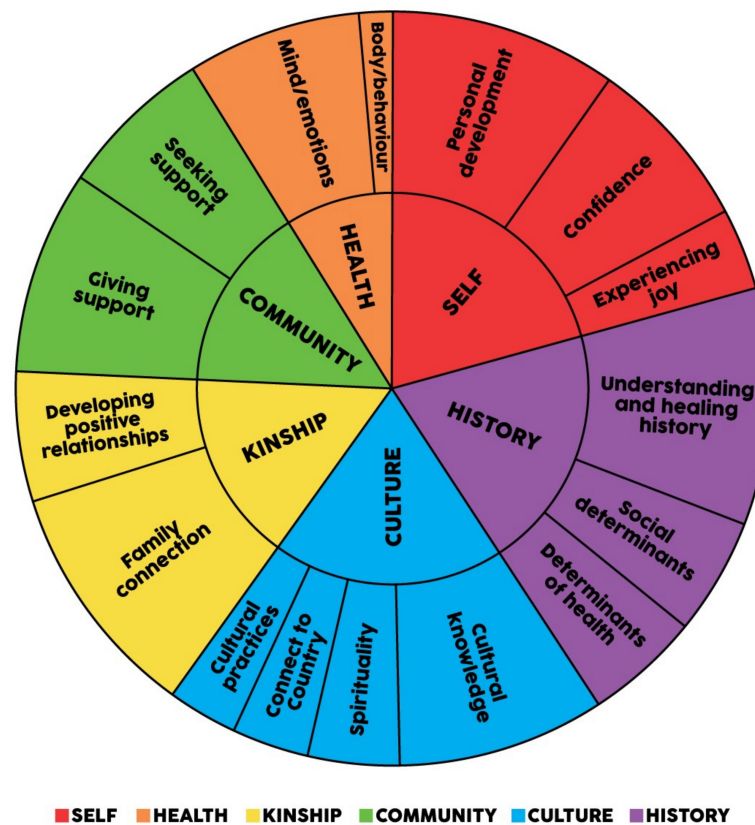 Mind/emotions
Body/behaviour
Personal
development
Confidence
Experiencing
joy
SELF
HEALTH
Seeking
support
Giving
support
COMMUNITY
Understanding
and healing
history
HISTORY
Social
determinants
Determinants
of health
KINSHIP
Developing
positive
relationships
Family
connection
CULTURE
Cultural
practices
Connect to
Country
spirituality
Cultural
knowledge
SELF HEALTH KINSHIP COMMUNITY CULTURE HISTORY